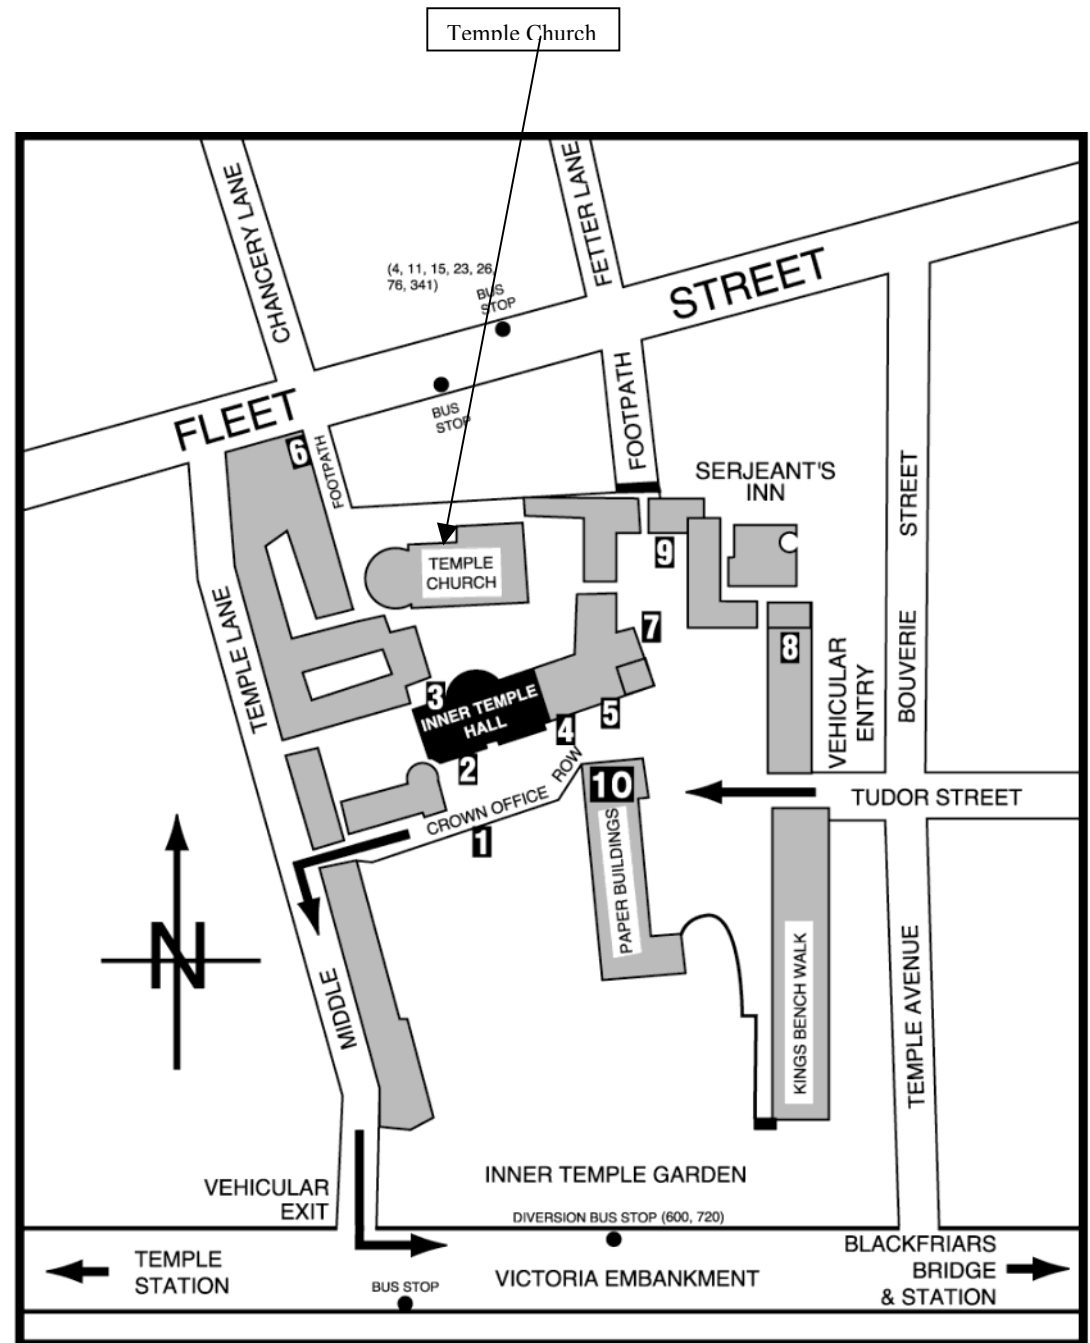 Temple Church
CHANCERY LANE
FETTER LANE
(4, 11, 15, 23, 26,
76, 341)
BUS
STOP
STREET
FLEET
BUS
STOP
6
FOOTPATH
FOOTPATH
SERJEANT'S
INN
STREET
BOUVERIE
9
TEMPLE
CHURCH
7
8
VEHICULAR
ENTRY
TEMPLE LANE
3
INNER TEMPLE
HALL
5
4
2
ROW
10
CROWN OFFICE
1
TUDOR STREET
PAPER BUILDINGS
N
MIDDLE
KINGS BENCH WALK
TEMPLE AVENUE
INNER TEMPLE GARDEN
VEHICULAR
EXIT
DIVERSION BUS STOP (600, 720)
TEMPLE
STATION
BUS STOP
VICTORIA EMBANKMENT
BLACKFRIARS
BRIDGE
& STATION